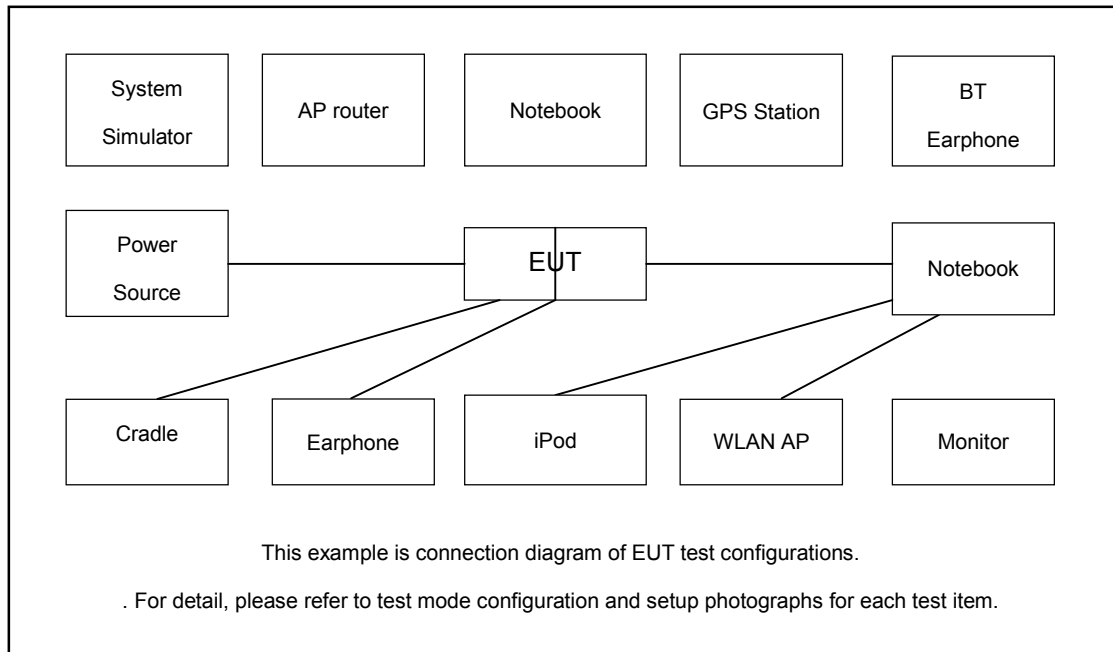 System
Simulator
AP router
Notebook
GPS Station
BT
Earphone
Power
Source
EUT
Notebook
Cradle
Earphone
iPod
WLAN AP
Monitor
This example is connection diagram of EUT test configurations.
. For detail, please refer to test mode configuration and setup photographs for each test item.